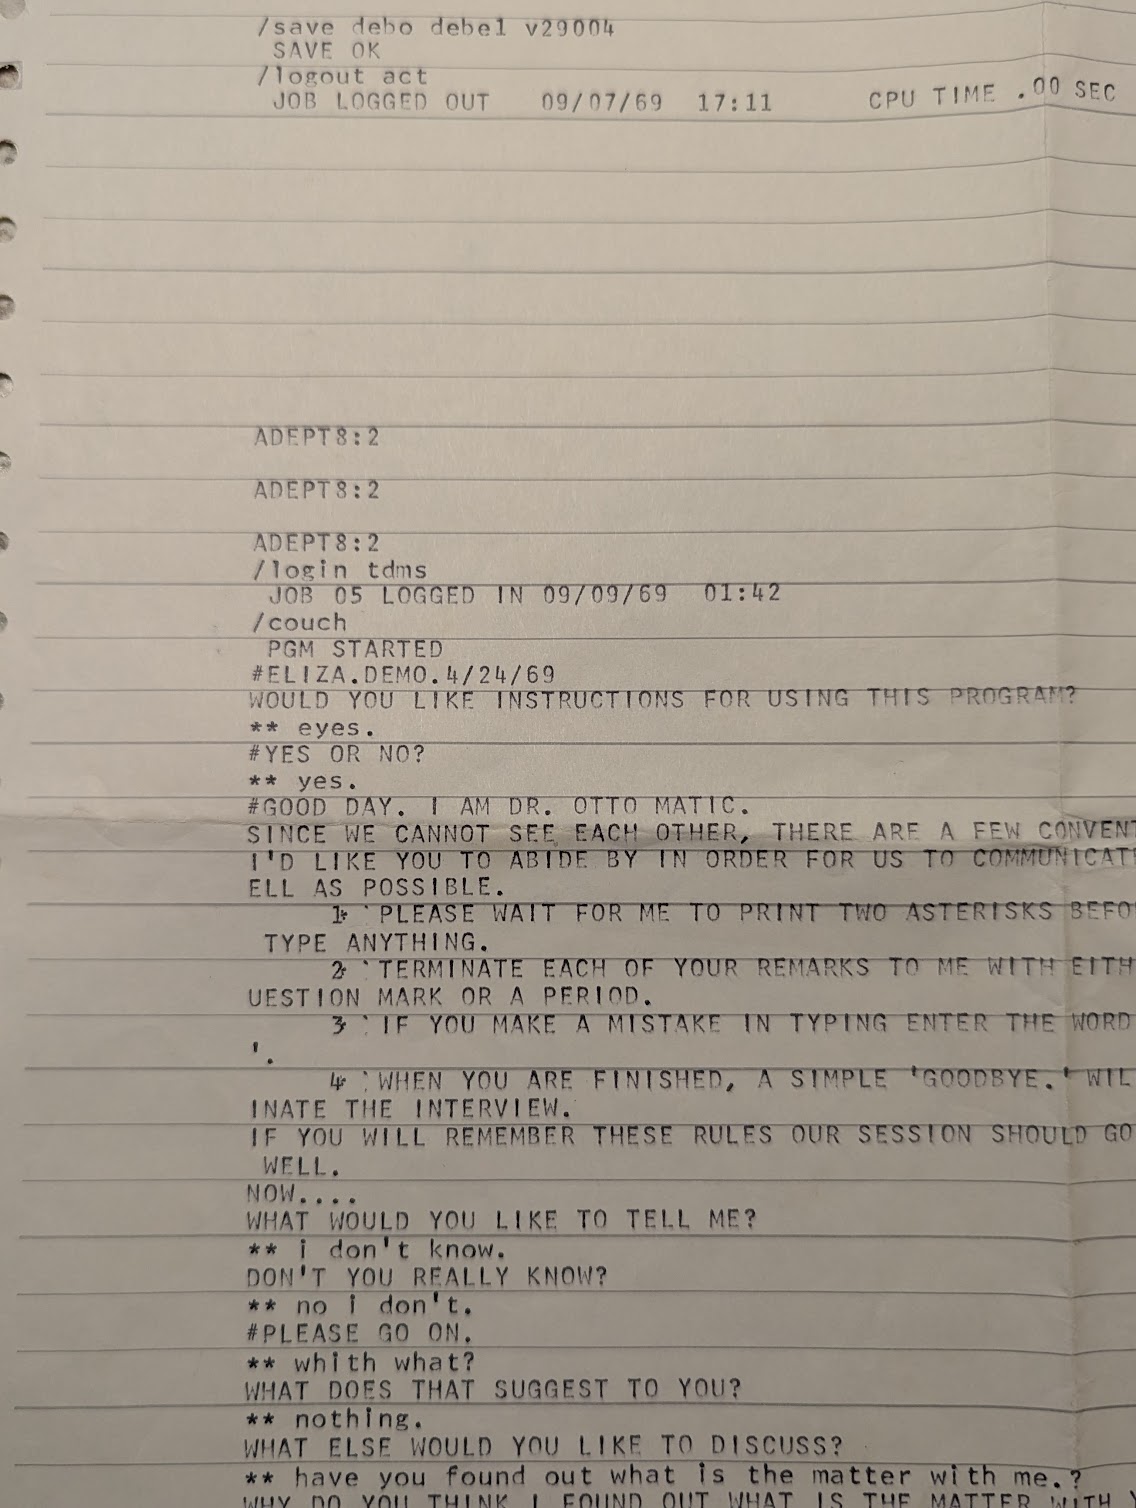 /save debo debel v29004
SAVE OK
/logout act
JOB LOGGED OUT 09/07/69 17:11 CPU TIME .00 SEC
ADEPT8:2
ADEPT8:2
ADEPT8:2
/login tdms
JOB 05 LOGGED IN 09/09/69 01:42
/couch
PGM STARTED
#ELIZA.DEMO.4/24/69
WOULD YOU LIKE INSTRUCTIONS FOR USING THIS PROGRAM?
** eyes.
#YES OR NO?
** yes.
#GOOD DAY. I AM DR. OTTO MATIC.
SINCE WE CANNOT SEE EACH OTHER, THERE ARE A FEW CONVENT
I'D LIKE YOU TO ABIDE BY IN ORDER FOR US TO COMMUNICAT
ELL AS POSSIBLE.
1. PLEASE WAIT FOR ME TO PRINT TWO ASTERISKS BEFO
TYPE ANYTHING.
2. TERMINATE EACH OF YOUR REMARKS TO ME WITH EITH
UESTION MARK OR A PERIOD.
3. IF YOU MAKE A MISTAKE IN TYPING ENTER THE WORD
'.
4. WHEN YOU ARE FINISHED, A SIMPLE 'GOODBYE.' WIL
INATE THE INTERVIEW.
IF YOU WILL REMEMBER THESE RULES OUR SESSION SHOULD GO
WELL.
NOW....
WHAT WOULD YOU LIKE TO TELL ME?
** i don't know.
DON'T YOU REALLY KNOW?
** no i don't.
#PLEASE GO ON.
** whith what?
WHAT DOES THAT SUGGEST TO YOU?
** nothing.
WHAT ELSE WOULD YOU LIKE TO DISCUSS?
** have you found out what is the matter with me.?
WHY DO YOU THINK I FOUND OUT WHAT IS THE MATTER WITH Y